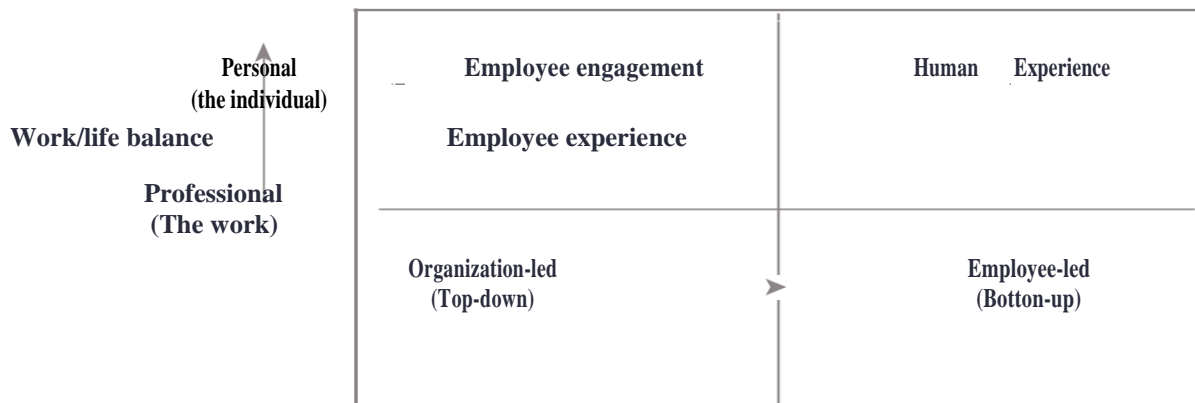 Personal
(the individual)
Employee engagement
Human Experience
Work/life balance
Employee experience
Professional
(The work)
Organization-led
(Top-down)
Employee-led
(Botton-up)